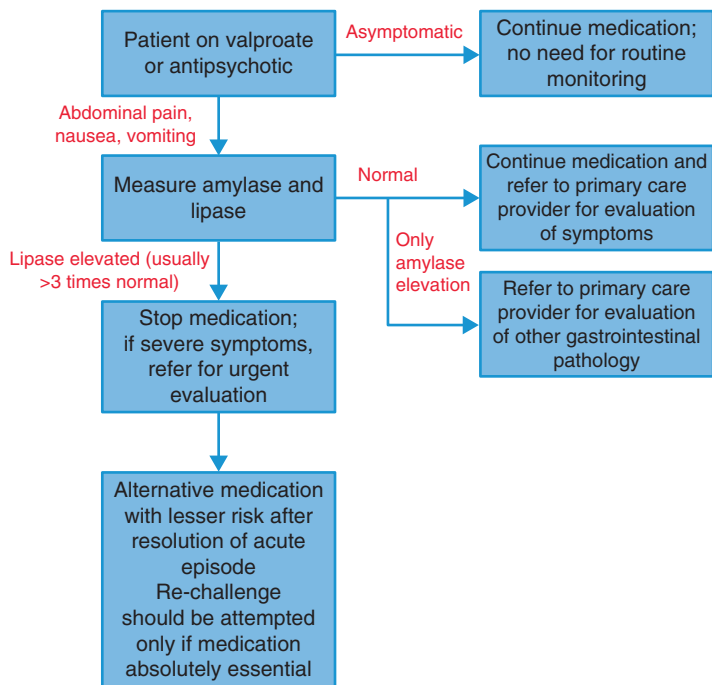 Patient on valproate
or antipsychotic
Asymptomatic
Continue medication;
no need for routine
monitoring
Abdominal pain,
nausea, vomiting
Measure amylase and
lipase
Normal
Continue medication and
refer to primary care
provider for evaluation
of symptoms
Only
amylase
elevation
Refer to primary care
provider for evaluation
of other gastrointestinal
pathology
Lipase elevated (usually
>3 times normal)
Stop medication;
if severe symptoms,
refer for urgent
evaluation
Alternative medication
with lesser risk after
resolution of acute
episode
Re-challenge
should be attempted
only if medication
absolutely essential